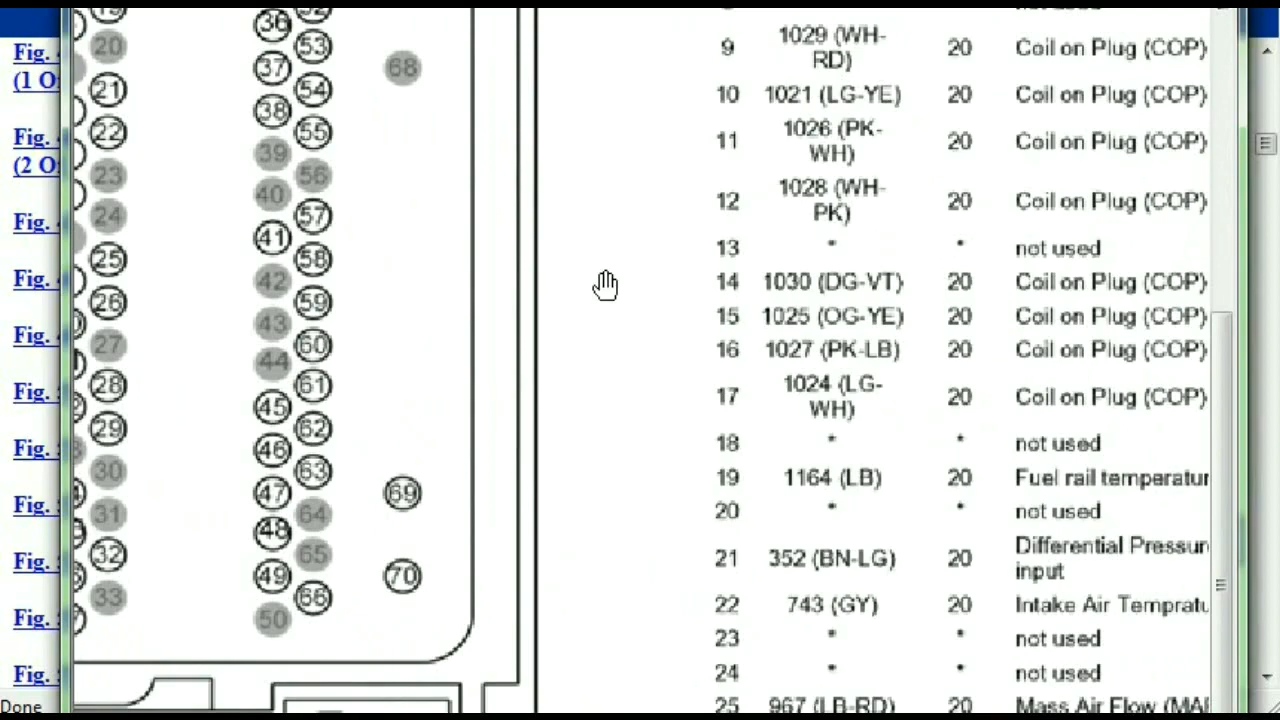 Fig.
(1 O
Fig.
(2 O
Fig.
Fig.
Fig.
Fig.
Fig.
Fig.
Fig.
Fig.
Done
20
21
22
23
24
25
26
27
28
29
30
31
32
33
36
37
38
39
40
41
42
43
44
45
46
47
48
49
50
52
53
54
55
56
57
58
59
60
61
62
63
64
65
66
68
69
70
9 1029 (WH- 20 Coil on Plug (COP)
RD)
10 1021 (LG-YE) 20 Coil on Plug (COP)
11 1026 (PK- 20 Coil on Plug (COP)
WH)
12 1028 (WH- 20 Coil on Plug (COP)
PK)
13 * * not used
14 1030 (DG-VT) 20 Coil on Plug (COP)
15 1025 (OG-YE) 20 Coil on Plug (COP)
16 1027 (PK-LB) 20 Coil on Plug (COP)
17 1024 (LG- 20 Coil on Plug (COP)
WH)
18 * * not used
19 1164 (LB) 20 Fuel rail temperatur
20 * * not used
21 352 (BN-LG) 20 Differential Pressur
input
22 743 (GY) 20 Intake Air Tempratu
23 * * not used
24 * * not used
25 967 (LB-RD) 20 Mass Air Flow (MAF